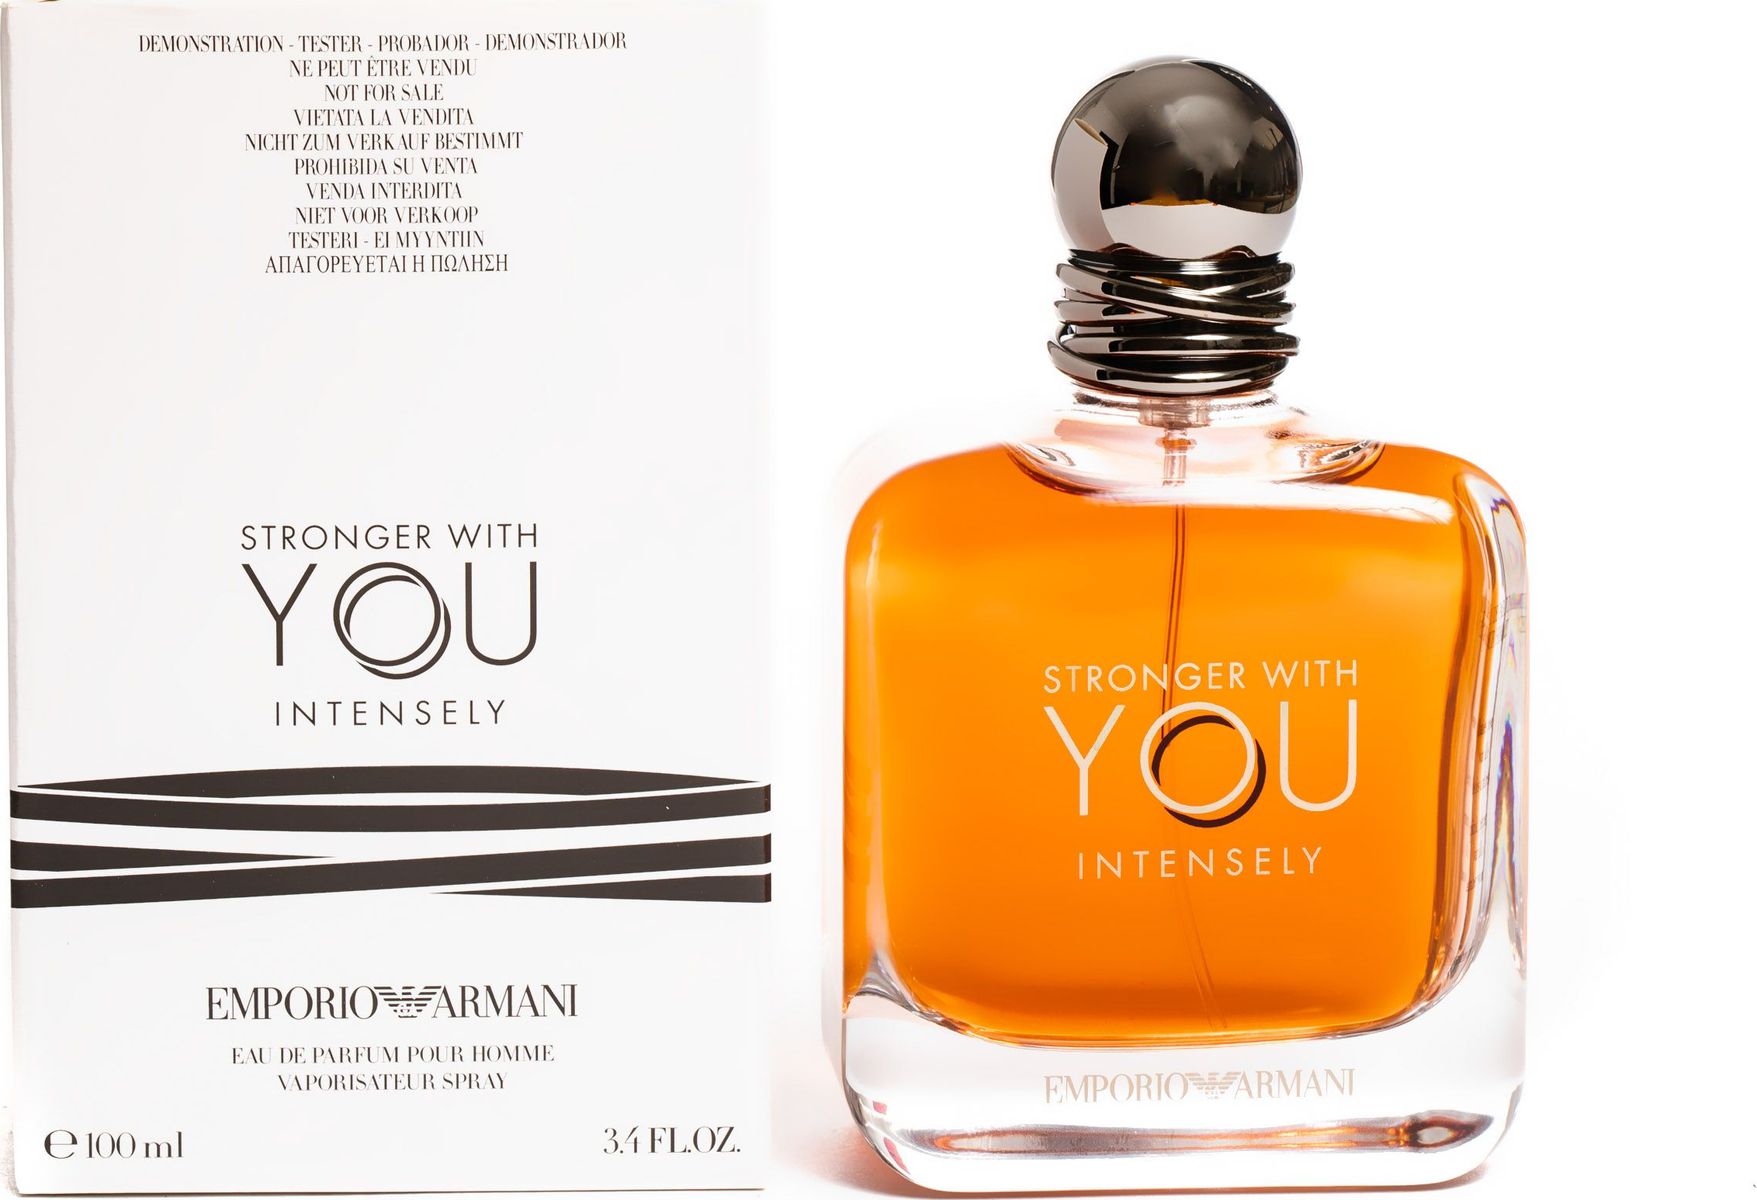 DEMONSTRATION - TESTER - PROBADOR - DEMONSTRADOR
NE PEUT ÊTRE VENDU
NOT FOR SALE
VIETATA LA VENDITA
NICHT ZUM VERKAUF BESTIMMT
PROHIBIDA SU VENTA
VENDA INTERDITA
NIET VOOR VERKOOP
TESTERI - EI MYYNTIIN
ΑΠΑΓΟΡΕΥΕΤΑΙ Η ΠΩΛΗΣΗ
STRONGER WITH
YOU
INTENSELY
EMPORIO ARMANI
EAU DE PARFUM POUR HOMME
VAPORISATEUR SPRAY
℮ 100 ml 3.4 FL.OZ.
STRONGER WITH
YOU
INTENSELY
EMPORIO ARMANI